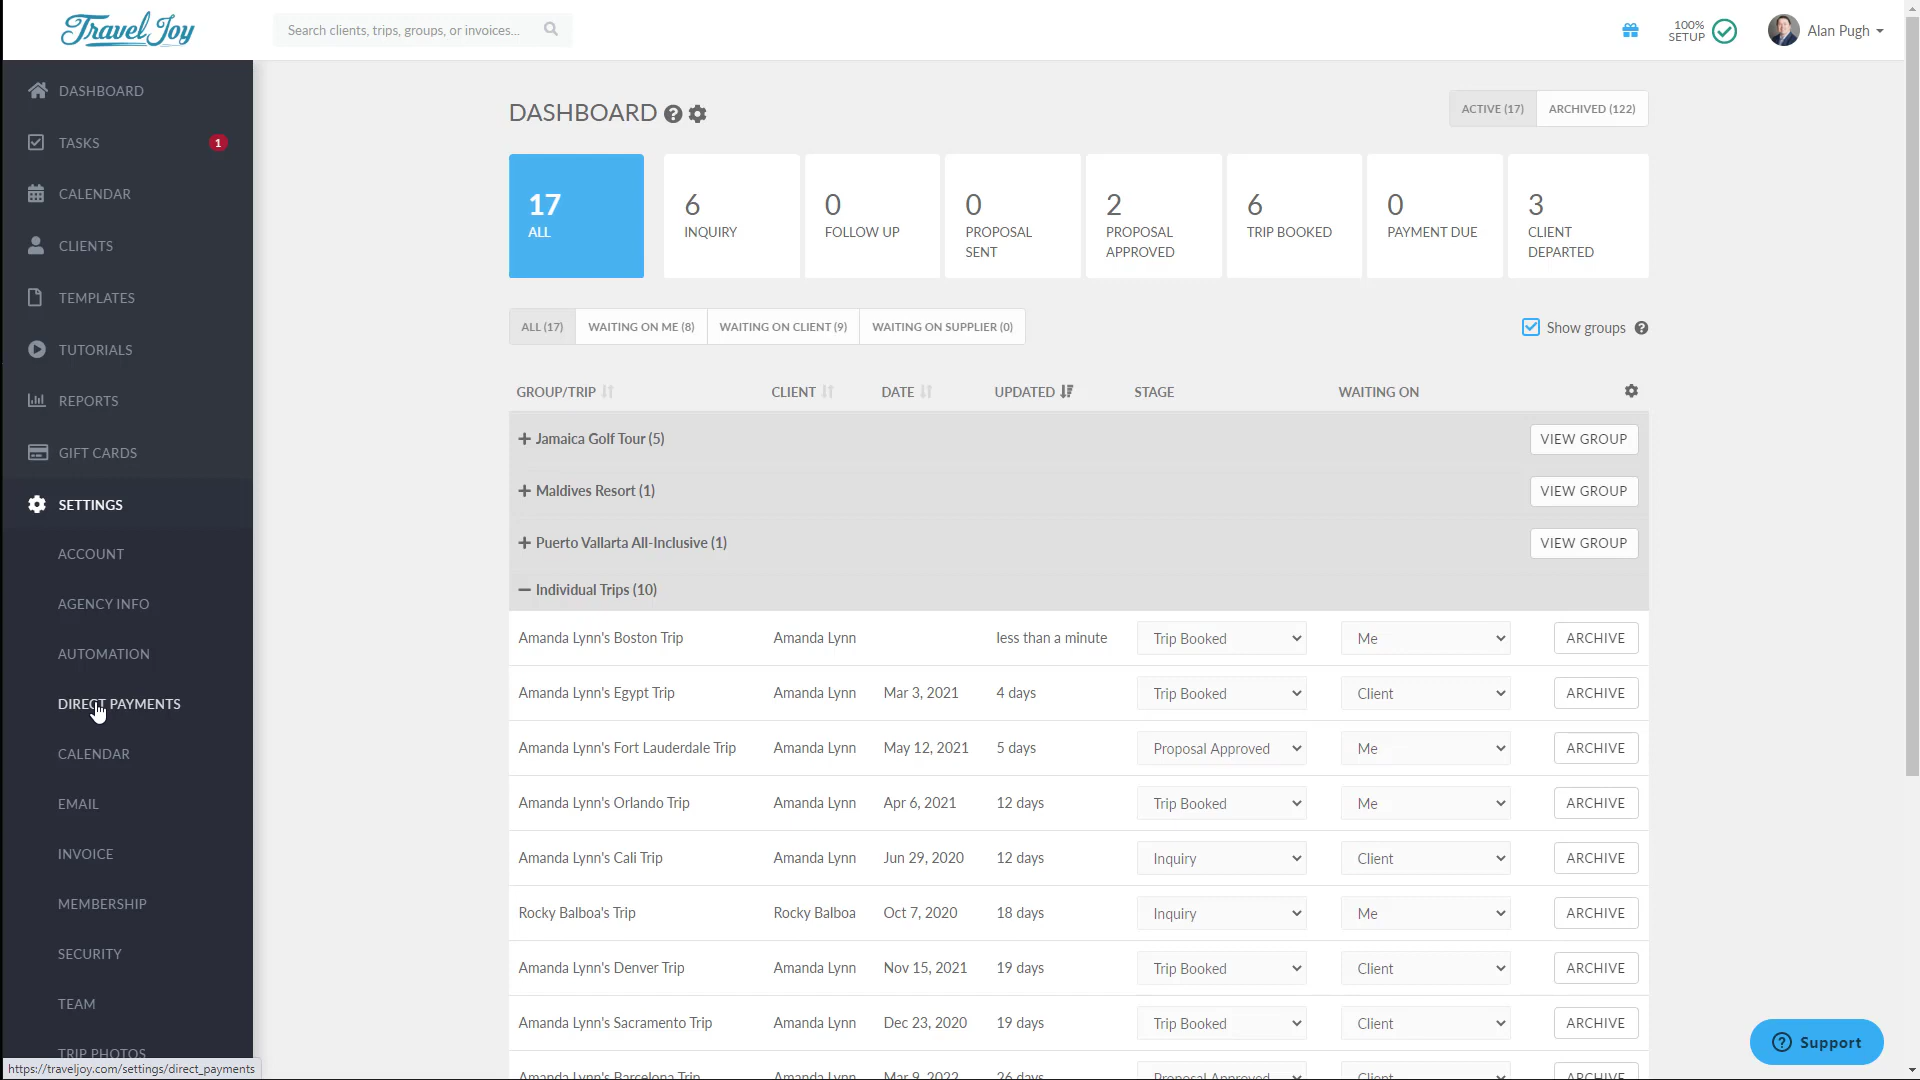 Travel Joy
Search clients, trips, groups, or invoices...
100%
SETUP
Alan Pugh
DASHBOARD
TASKS
1
CALENDAR
CLIENTS
TEMPLATES
TUTORIALS
REPORTS
GIFT CARDS
SETTINGS
ACCOUNT
AGENCY INFO
AUTOMATION
DIRECT PAYMENTS
CALENDAR
EMAIL
INVOICE
MEMBERSHIP
SECURITY
TEAM
TRIP PHOTOS
https://traveljoy.com/settings/direct_payments
DASHBOARD
ACTIVE (17)
ARCHIVED (122)
17
ALL
6
INQUIRY
0
FOLLOW UP
0
PROPOSAL
SENT
2
PROPOSAL
APPROVED
6
TRIP BOOKED
0
PAYMENT DUE
3
CLIENT
DEPARTED
ALL (17)
WAITING ON ME (8)
WAITING ON CLIENT (9)
WAITING ON SUPPLIER (0)
Show groups
GROUP/TRIP
CLIENT
DATE
UPDATED
STAGE
WAITING ON
Jamaica Golf Tour (5)
VIEW GROUP
Maldives Resort (1)
VIEW GROUP
Puerto Vallarta All-Inclusive (1)
VIEW GROUP
Individual Trips (10)
Amanda Lynn's Boston Trip Amanda Lynn less than a minute Trip Booked Me ARCHIVE
Amanda Lynn's Egypt Trip Amanda Lynn Mar 3, 2021 4 days Trip Booked Client ARCHIVE
Amanda Lynn's Fort Lauderdale Trip Amanda Lynn May 12, 2021 5 days Proposal Approved Me ARCHIVE
Amanda Lynn's Orlando Trip Amanda Lynn Apr 6, 2021 12 days Trip Booked Me ARCHIVE
Amanda Lynn's Cali Trip Amanda Lynn Jun 29, 2020 12 days Inquiry Client ARCHIVE
Rocky Balboa's Trip Rocky Balboa Oct 7, 2020 18 days Inquiry Me ARCHIVE
Amanda Lynn's Denver Trip Amanda Lynn Nov 15, 2021 19 days Trip Booked Client ARCHIVE
Amanda Lynn's Sacramento Trip Amanda Lynn Dec 23, 2020 19 days Trip Booked Client ARCHIVE
Amanda Lynn's Barcelona Trip Amanda Lynn Mar 9, 2022 26 days Proposal Approved Client ARCHIVE
Support